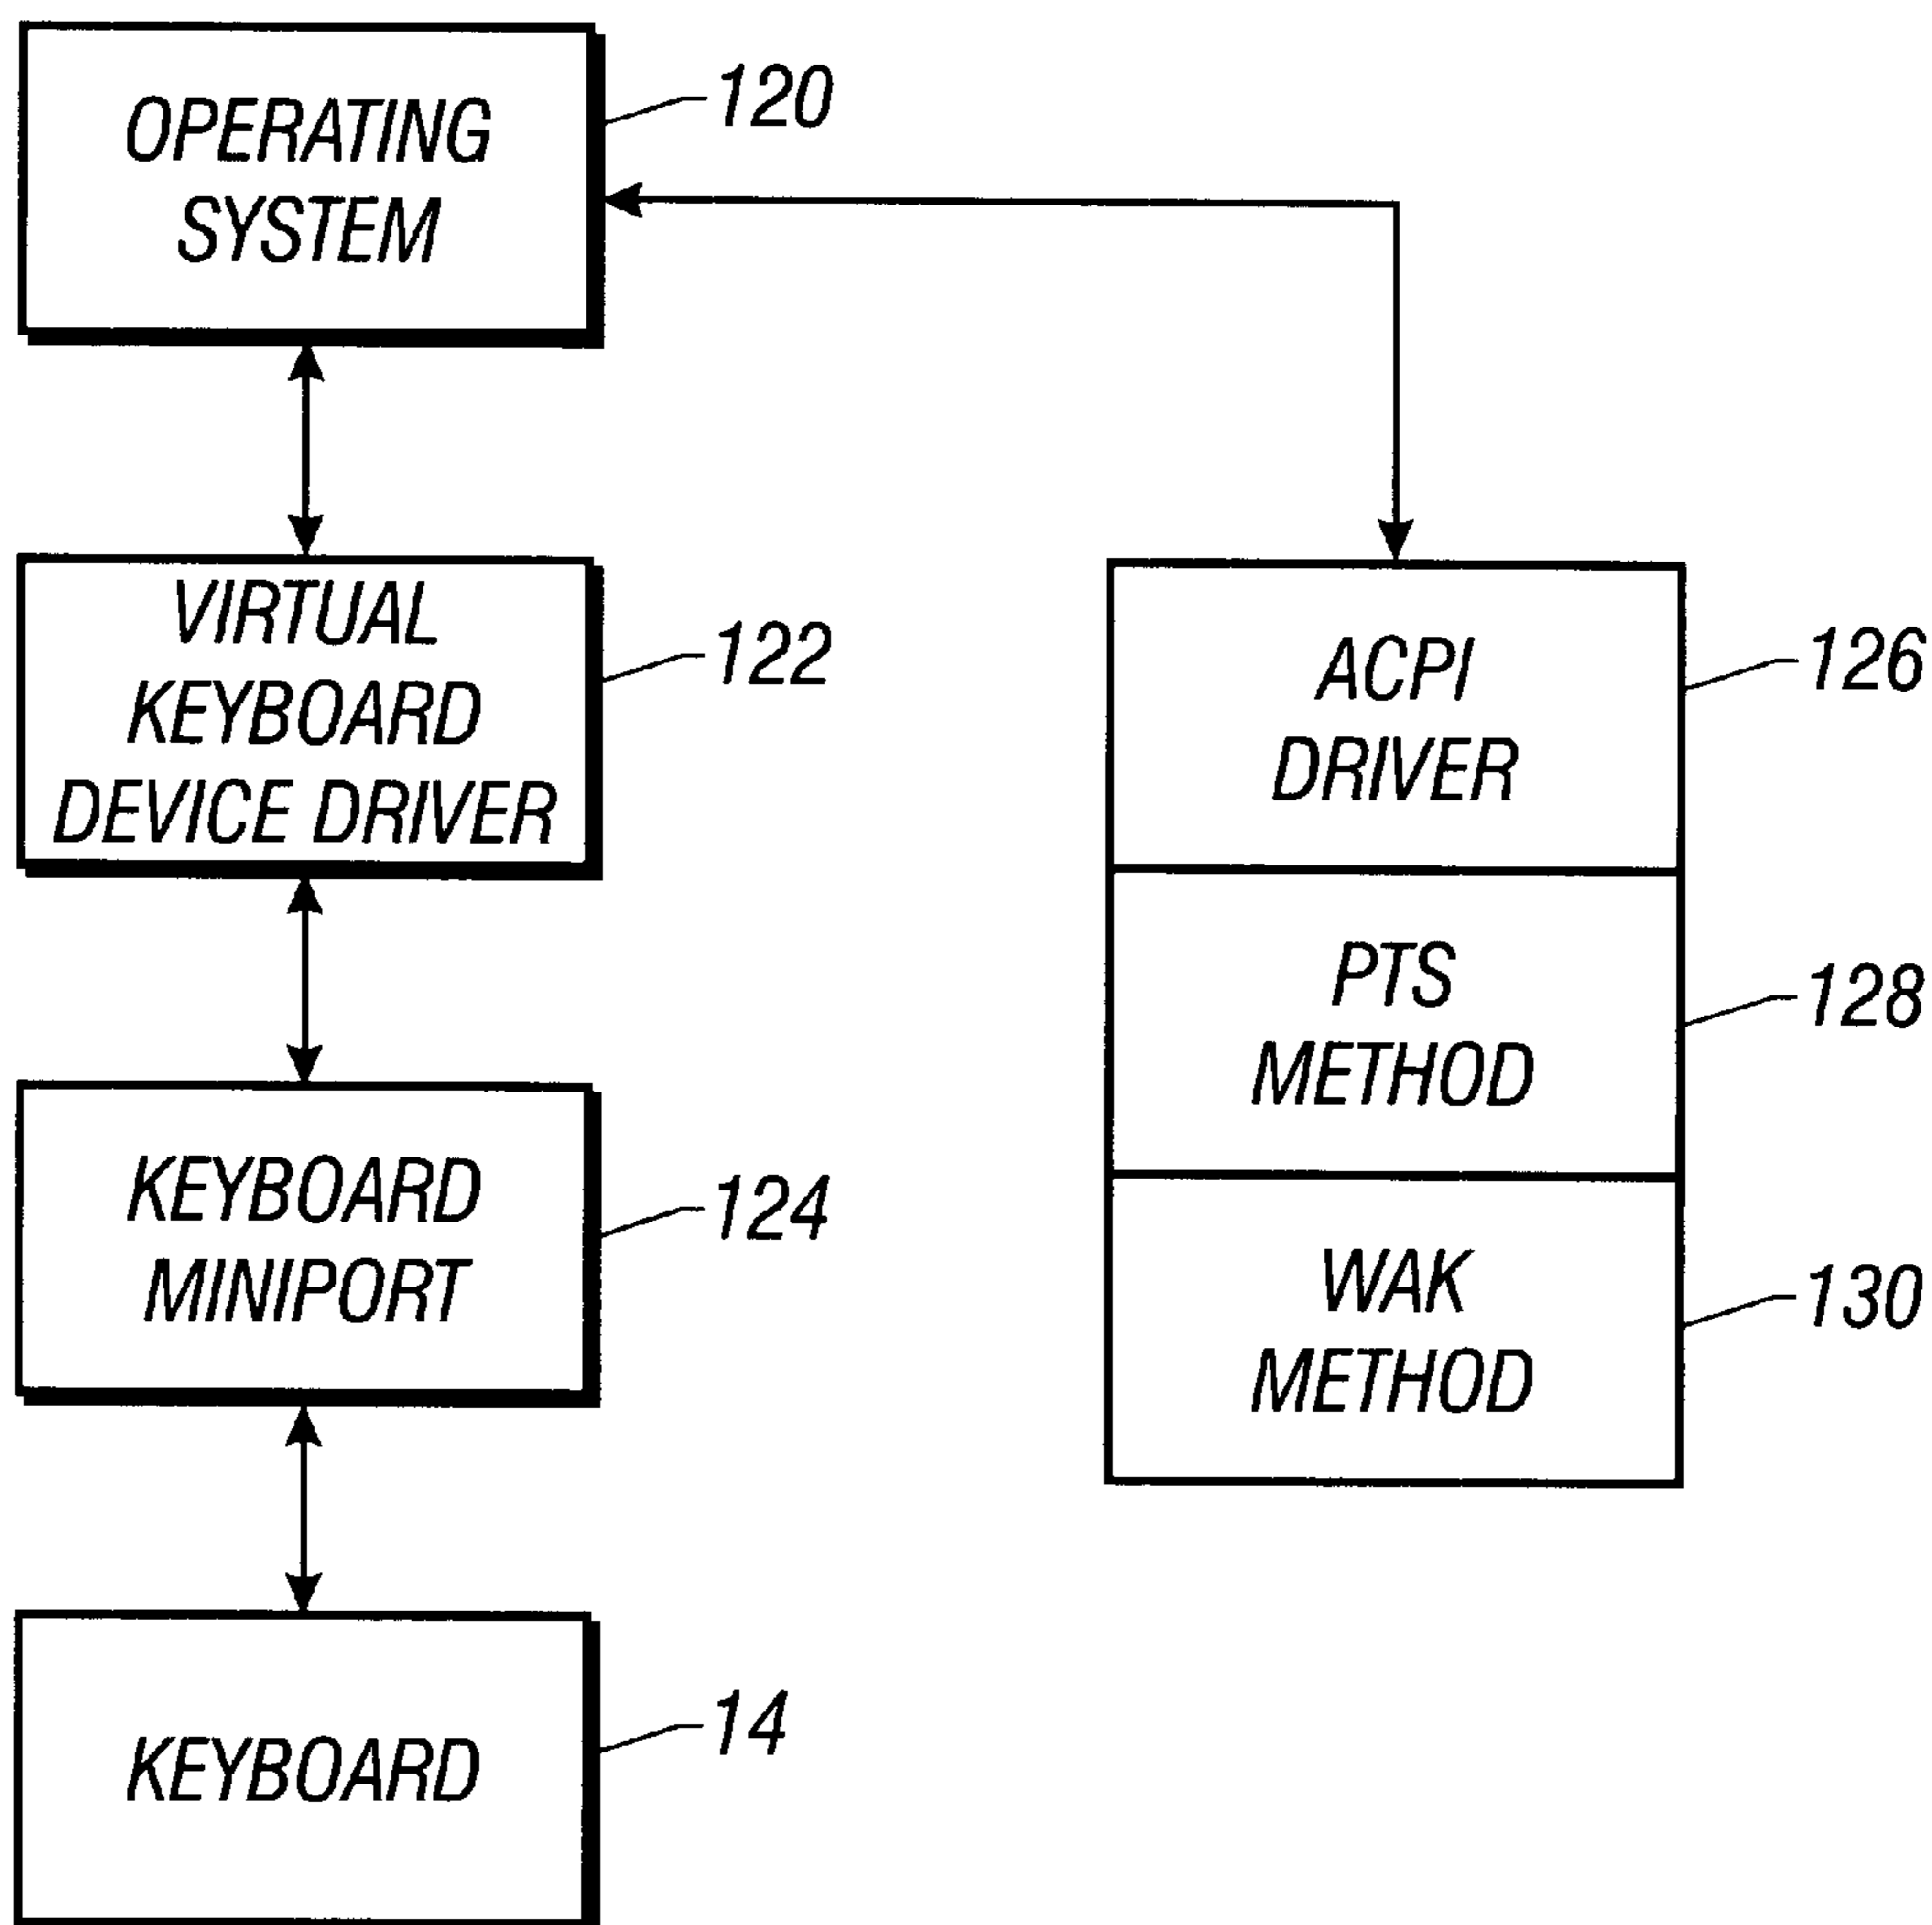 OPERATING
SYSTEM
120
VIRTUAL
KEYBOARD
DEVICE DRIVER
122
KEYBOARD
MINIPORT
124
KEYBOARD
14
ACPI
DRIVER
126
PTS
METHOD
128
WAK
METHOD
130